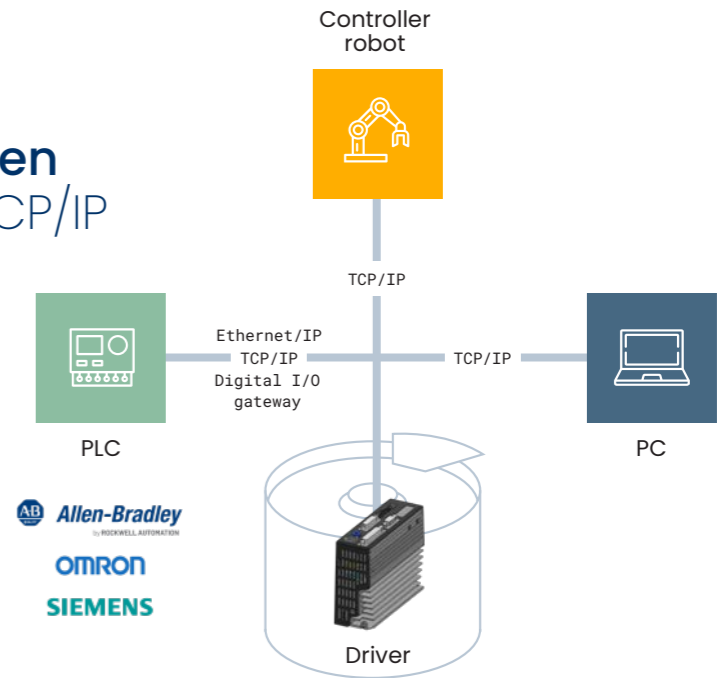 Controller
robot
en
CP/IP
TCP/IP
Ethernet/IP
TCP/IP
Digital I/O
gateway
TCP/IP
PLC
PC
AB
Allen-Bradley
by ROCKWELL AUTOMATION
OMRON
SIEMENS
Driver